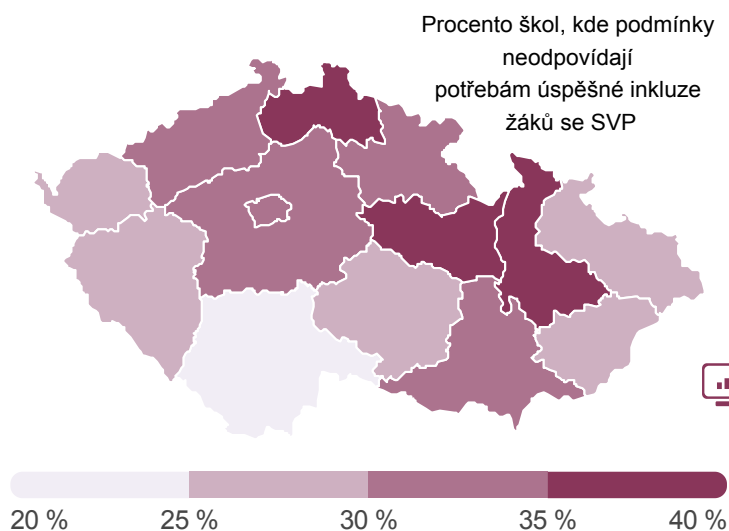 Procento škol, kde podmínky
neodpovídají
potřebám úspěšné inkluze
žáků se SVP
20 % 25 % 30 % 35 % 40 %